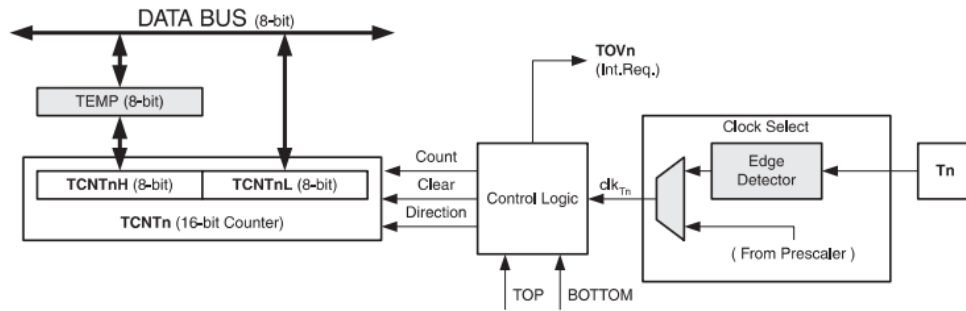 DATA BUS (8-bit)
TOVn
(Int.Req.)
TEMP (8-bit)
Clock Select
Count
Edge
Detector
Tn
TCNTnH (8-bit) TCNTnL (8-bit)
Clear
Control Logic
clkTn
TCNTn (16-bit Counter)
Direction
( From Prescaler )
TOP
BOTTOM